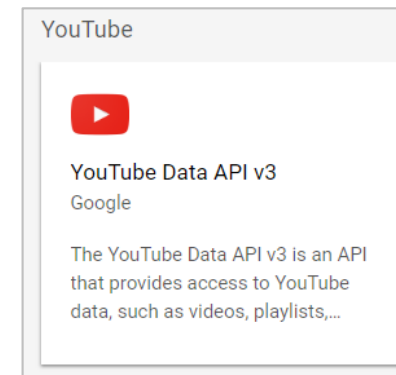 YouTube
YouTube Data API v3
Google
The YouTube Data API v3 is an API
that provides access to YouTube
data, such as videos, playlists,...